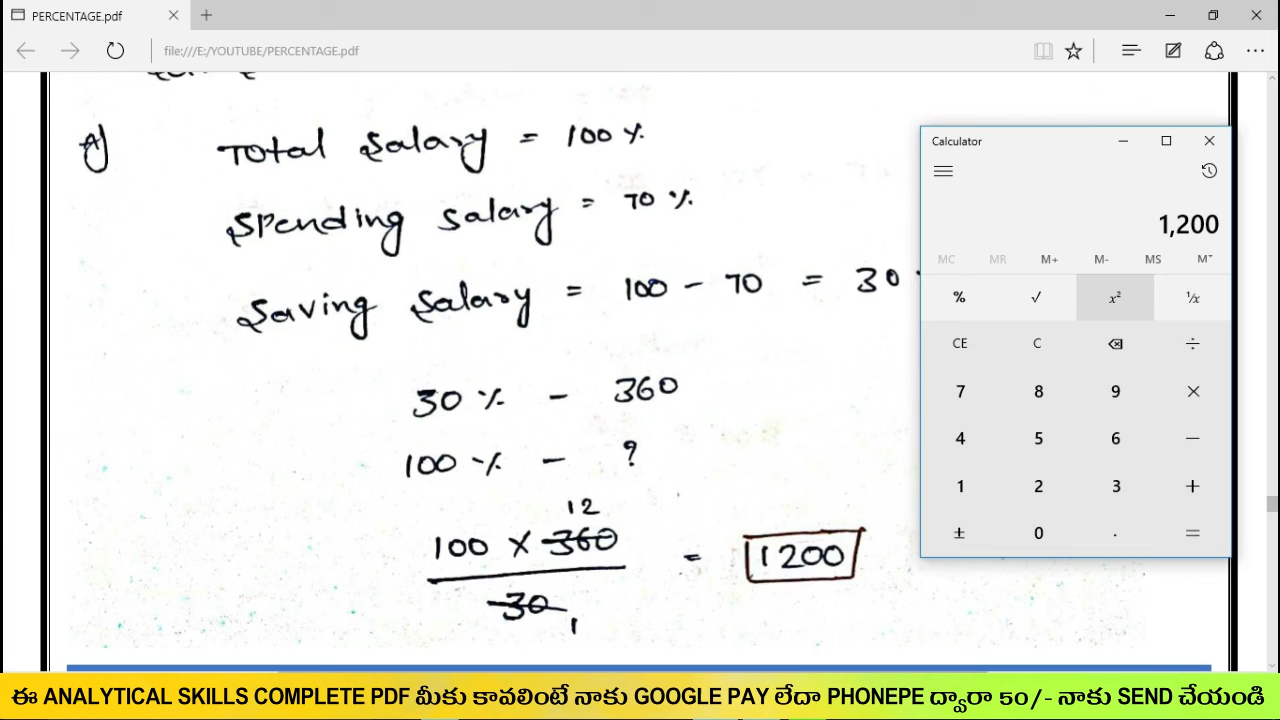 PERCENTAGE.pdf
file:///E:/YOUTUBE/PERCENTAGE.pdf
A) Total Salary = 100 %
Spending Salary = 70 %
Saving Salary = 100 - 70 = 30
30 % - 360
100 % - ?
12
100 X 360
= 1200
30 1
Calculator
1,200
MC MR M+ M- MS M
% √ x² ¹/x
CE C ÷
7 8 9 ×
4 5 6 −
1 2 3 +
± 0 . =
ఈ ANALYTICAL SKILLS COMPLETE PDF మీకు కావలింటే నాకు GOOGLE PAY లేదా PHONEPE ద్వారా 50/- నాకు SEND చేయండి